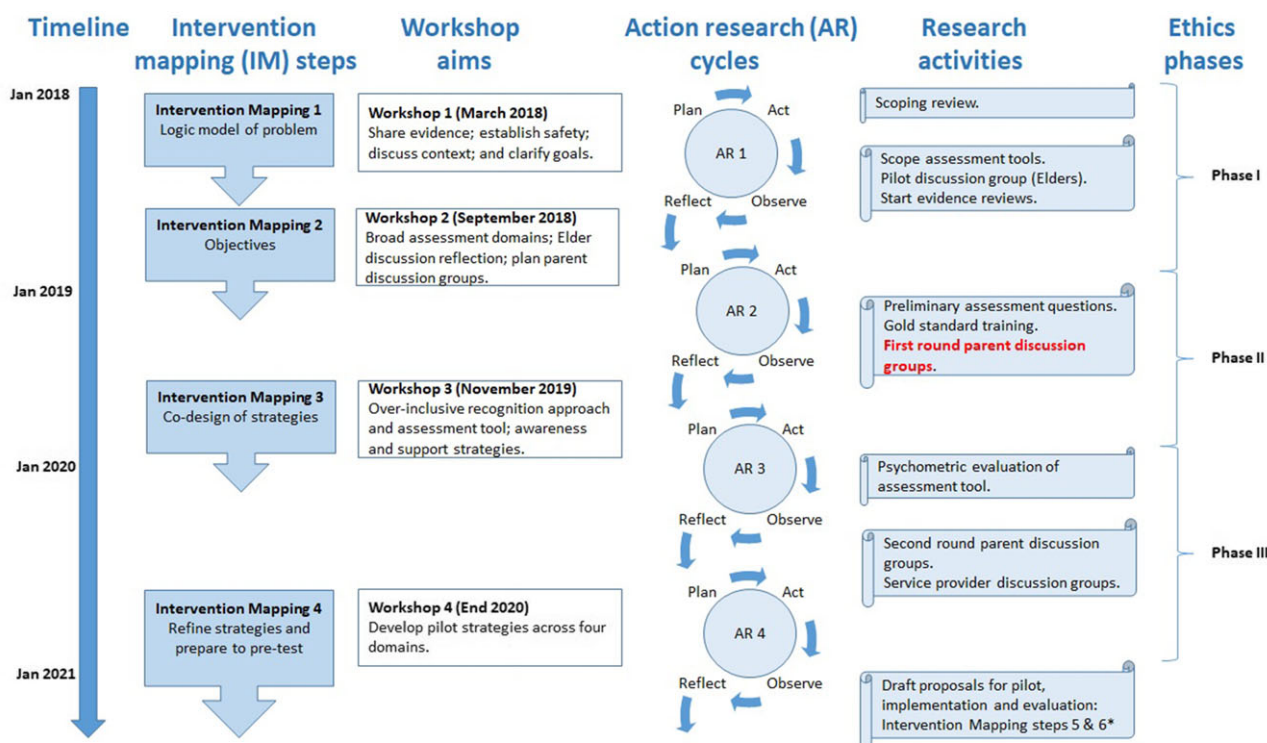 Timeline
Intervention
mapping (IM) steps
Workshop
aims
Action research (AR)
cycles
Research
activities
Ethics
phases
Jan 2018
Jan 2019
Jan 2020
Jan 2021
Intervention Mapping 1
Logic model of problem
Intervention Mapping 2
Objectives
Intervention Mapping 3
Co-design of strategies
Intervention Mapping 4
Refine strategies and
prepare to pre-test
Workshop 1 (March 2018)
Share evidence; establish safety;
discuss context; and clarify goals.
Workshop 2 (September 2018)
Broad assessment domains; Elder
discussion reflection; plan parent
discussion groups.
Workshop 3 (November 2019)
Over-inclusive recognition approach
and assessment tool; awareness
and support strategies.
Workshop 4 (End 2020)
Develop pilot strategies across four
domains.
Plan
Act
AR 1
Reflect
Observe
Plan
Act
AR 2
Reflect
Observe
Plan
Act
AR 3
Reflect
Observe
Plan
Act
AR 4
Reflect
Observe
Scoping review.
Scope assessment tools.
Pilot discussion group (Elders).
Start evidence reviews.
Preliminary assessment questions.
Gold standard training.
First round parent discussion
groups.
Psychometric evaluation of
assessment tool.
Second round parent discussion
groups.
Service provider discussion groups.
Draft proposals for pilot,
implementation and evaluation:
Intervention Mapping steps 5 & 6*
Phase I
Phase II
Phase III